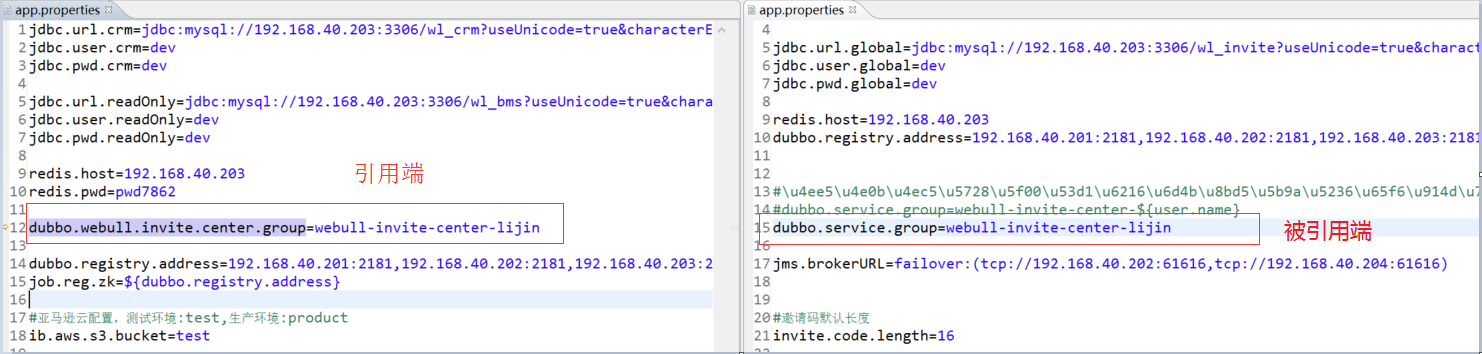 app.properties
1 jdbc.url.crm=jdbc:mysql://192.168.40.203:3306/wl_crm?useUnicode=true&characterE
2 jdbc.user.crm=dev
3 jdbc.pwd.crm=dev
4
5 jdbc.url.readOnly=jdbc:mysql://192.168.40.203:3306/wl_bms?useUnicode=true&chara
6 jdbc.user.readOnly=dev
7 jdbc.pwd.readOnly=dev
8
9 redis.host=192.168.40.203
10 redis.pwd=pwd7862
引用端
11
12 dubbo.webull.invite.center.group=webull-invite-center-lijin
13
14 dubbo.registry.address=192.168.40.201:2181,192.168.40.202:2181,192.168.40.203:2
15 job.reg.zk=${dubbo.registry.address}
16
17 #亚马逊云配置，测试环境:test,生产环境:product
18 ib.aws.s3.bucket=test
app.properties
4
5 jdbc.url.global=jdbc:mysql://192.168.40.203:3306/wl_invite?useUnicode=true&charac
6 jdbc.user.global=dev
7 jdbc.pwd.global=dev
8
9 redis.host=192.168.40.203
10 dubbo.registry.address=192.168.40.201:2181,192.168.40.202:2181,192.168.40.203:2181
11
12
13 #\u4ee5\u4e0b\u4ec5\u5728\u5f00\u53d1\u6216\u6d4b\u8bd5\u5b9a\u5236\u65f6\u914d\u7
14 #dubbo.service.group=webull-invite-center-${user.name}
15 dubbo.service.group=webull-invite-center-lijin
被引用端
16
17 jms.brokerURL=failover:(tcp://192.168.40.202:61616,tcp://192.168.40.204:61616)
18
19
20 #邀请码默认长度
21 invite.code.length=16